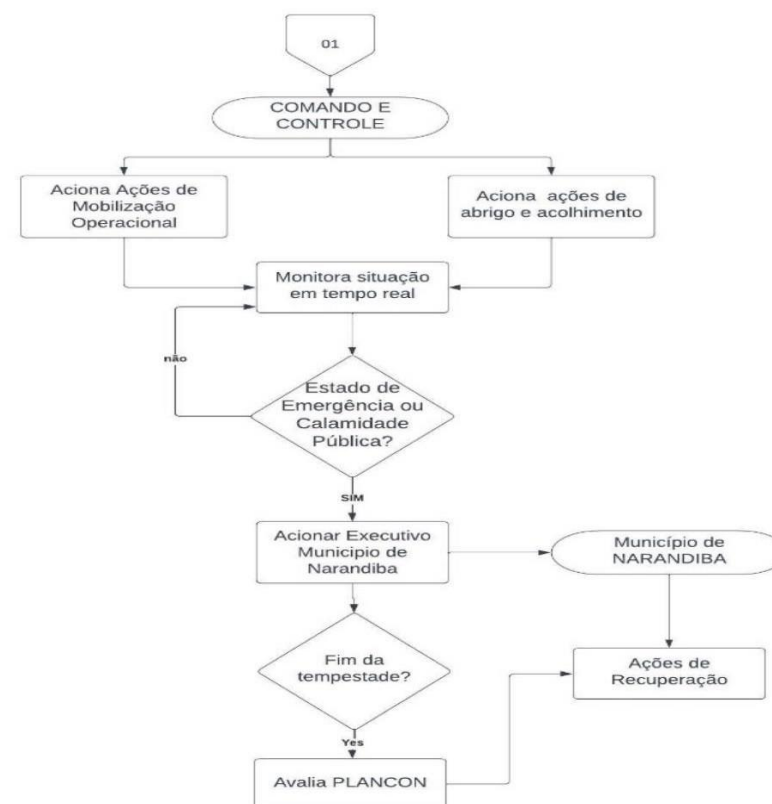 01
COMANDO E
CONTROLE
Aciona Ações de
Mobilização
Operacional
Aciona ações de
abrigo e acolhimento
Monitora situação
em tempo real
não
Estado de
Emergência ou
Calamidade
Pública?
SIM
Acionar Executivo
Municipio de
Narandiba
Município de
NARANDIBA
Fim da
tempestade?
Ações de
Recuperação
Yes
Avalia PLANCON